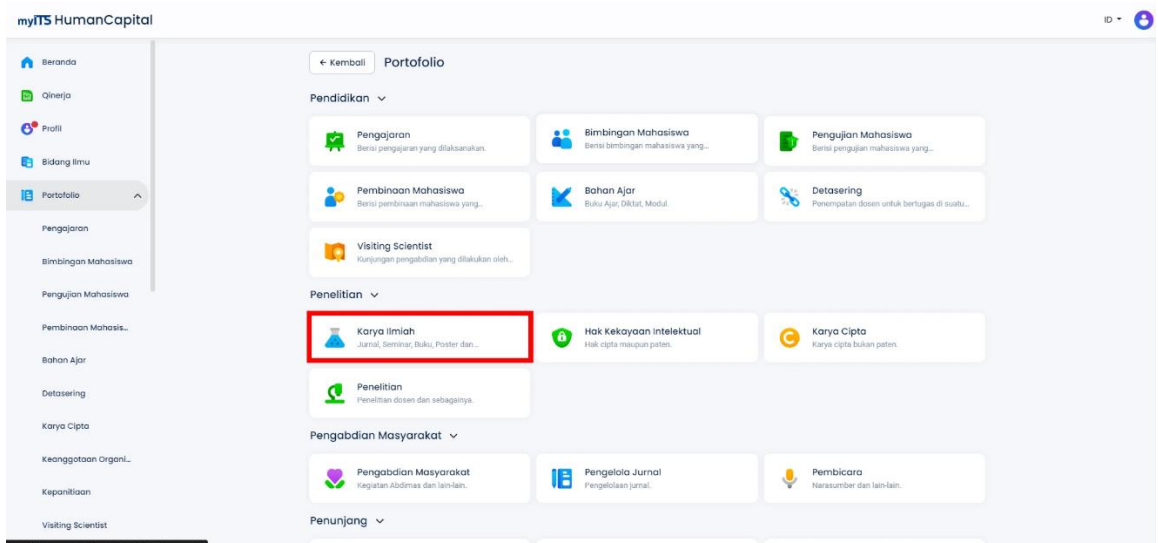 myITS HumanCapital
ID
Beranda
Qinerja
Profil
Bidang Ilmu
Portofolio
Pengajaran
Bimbingan Mahasiswa
Pengujian Mahasiswa
Pembinaan Mahasis...
Bahan Ajar
Detasering
Karya Cipta
Keanggotaan Organi...
Kepanitiaan
Visiting Scientist
← Kembali Portofolio
Pendidikan
Pengajaran
Berisi pengajaran yang dilaksanakan.
Bimbingan Mahasiswa
Berisi bimbingan mahasiswa yang...
Pengujian Mahasiswa
Berisi pengujian mahasiswa yang...
Pembinaan Mahasiswa
Berisi pembinaan mahasiswa yang...
Bahan Ajar
Buku Ajar, Diktat, Modul.
Detasering
Penempatan dosen untuk bertugas di suatu...
Visiting Scientist
Kunjungan pengabdian yang dilakukan oleh...
Penelitian
Karya Ilmiah
Jurnal, Seminar, Buku, Poster dan...
Hak Kekayaan Intelektual
Hak cipta maupun paten.
Karya Cipta
Karya cipta bukan paten.
Penelitian
Penelitian dosen dan sebagainya.
Pengabdian Masyarakat
Pengabdian Masyarakat
Kegiatan Abdimas dan lain-lain.
Pengelola Jurnal
Pengelolaan jurnal.
Pembicara
Narasumber dan lain-lain.
Penunjang